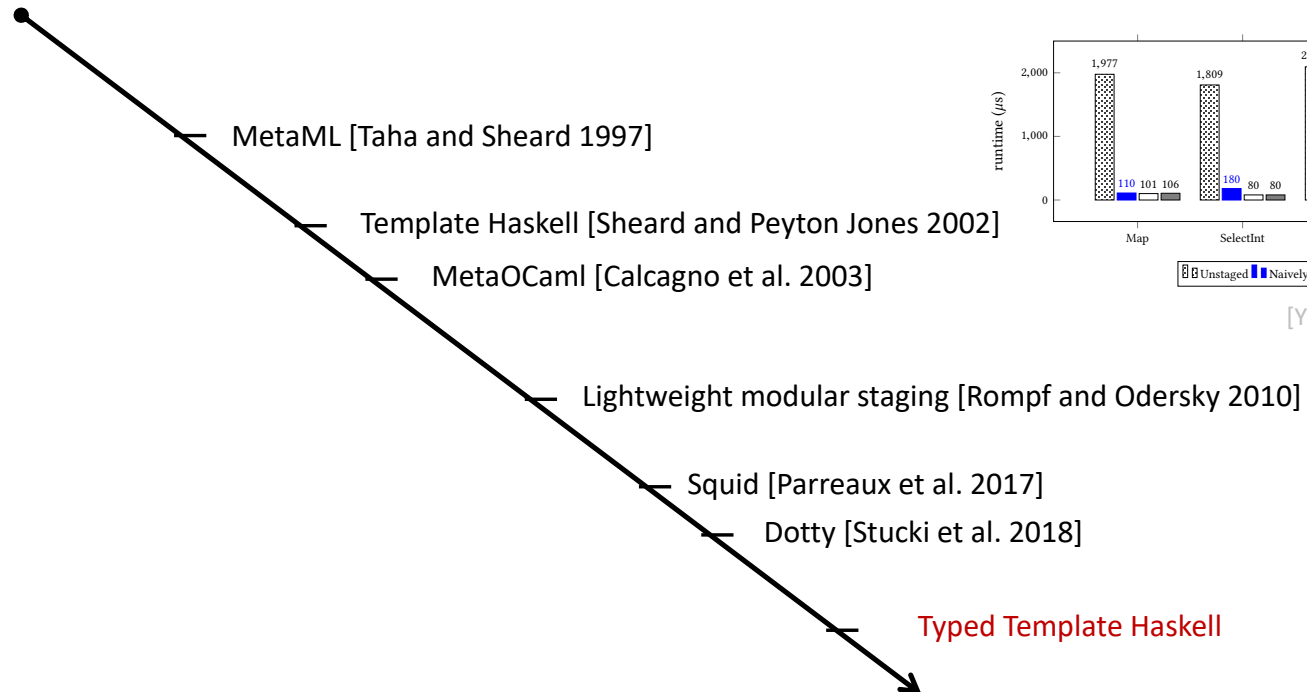 MetaML [Taha and Sheard 1997]
Template Haskell [Sheard and Peyton Jones 2002]
MetaOCaml [Calcagno et al. 2003]
Lightweight modular staging [Rompf and Odersky 2010]
Squid [Parreaux et al. 2017]
Dotty [Stucki et al. 2018]
Typed Template Haskell
runtime (μs)
2,000
1,000
0
1,977
110
101
106
1,809
180
80
80
Map
SelectInt
Unstaged
Naively